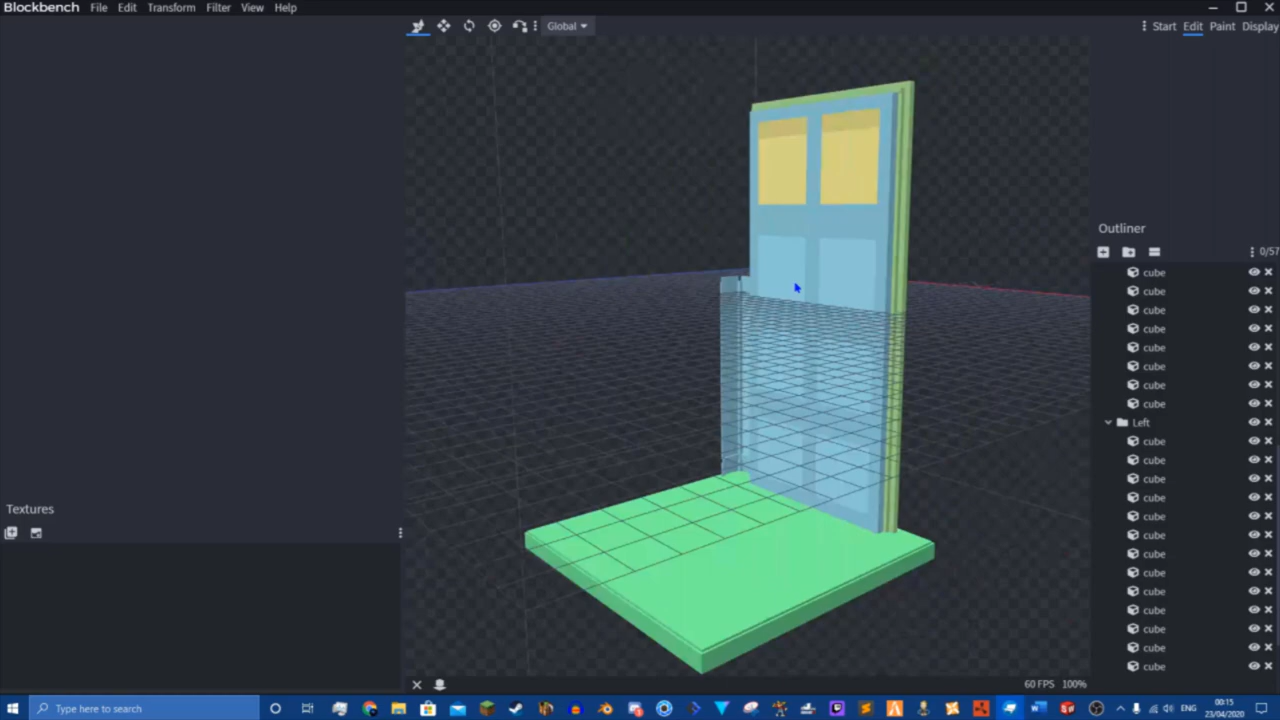 Blockbench File Edit Transform Filter View Help
Global
Start Edit Paint Display
Outliner
0/57
cube
cube
cube
cube
cube
cube
cube
cube
Left
cube
cube
cube
cube
cube
cube
cube
cube
cube
cube
cube
cube
cube
Textures
60 FPS 100%
Type here to search
ENG
00:15
23/04/2020